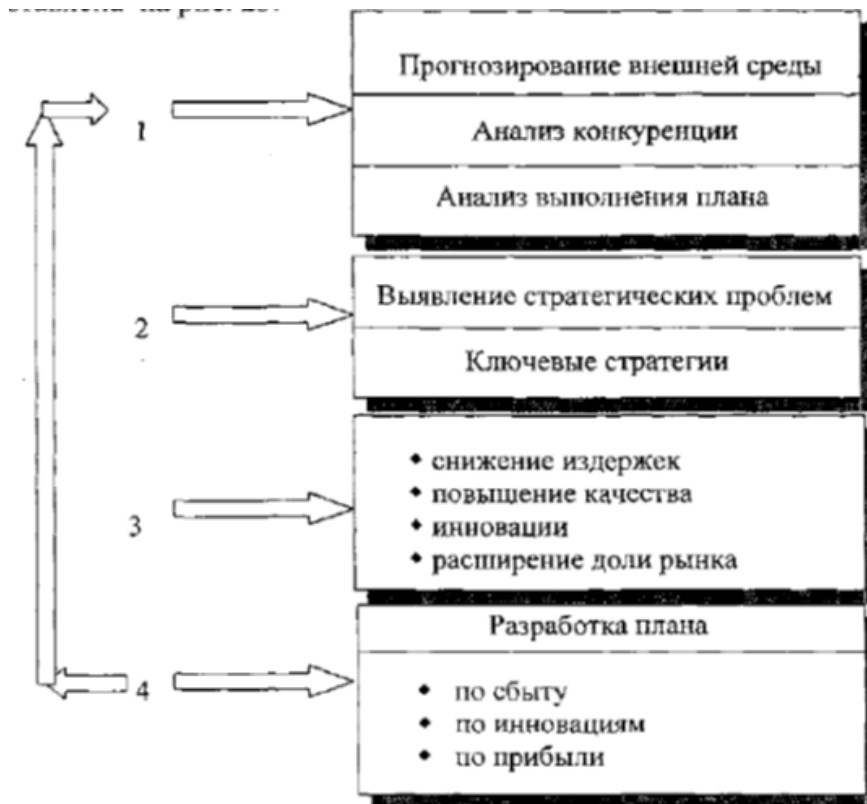 Прогнозирование внешней среды
1
Анализ конкуренции
Анализ выполнения плана
2
Выявление стратегических проблем
Ключевые стратегии
3
♦ снижение издержек
♦ повышение качества
♦ инновации
♦ расширение доли рынка
Разработка плана
4
♦ по сбыту
♦ по инновациям
♦ по прибыли